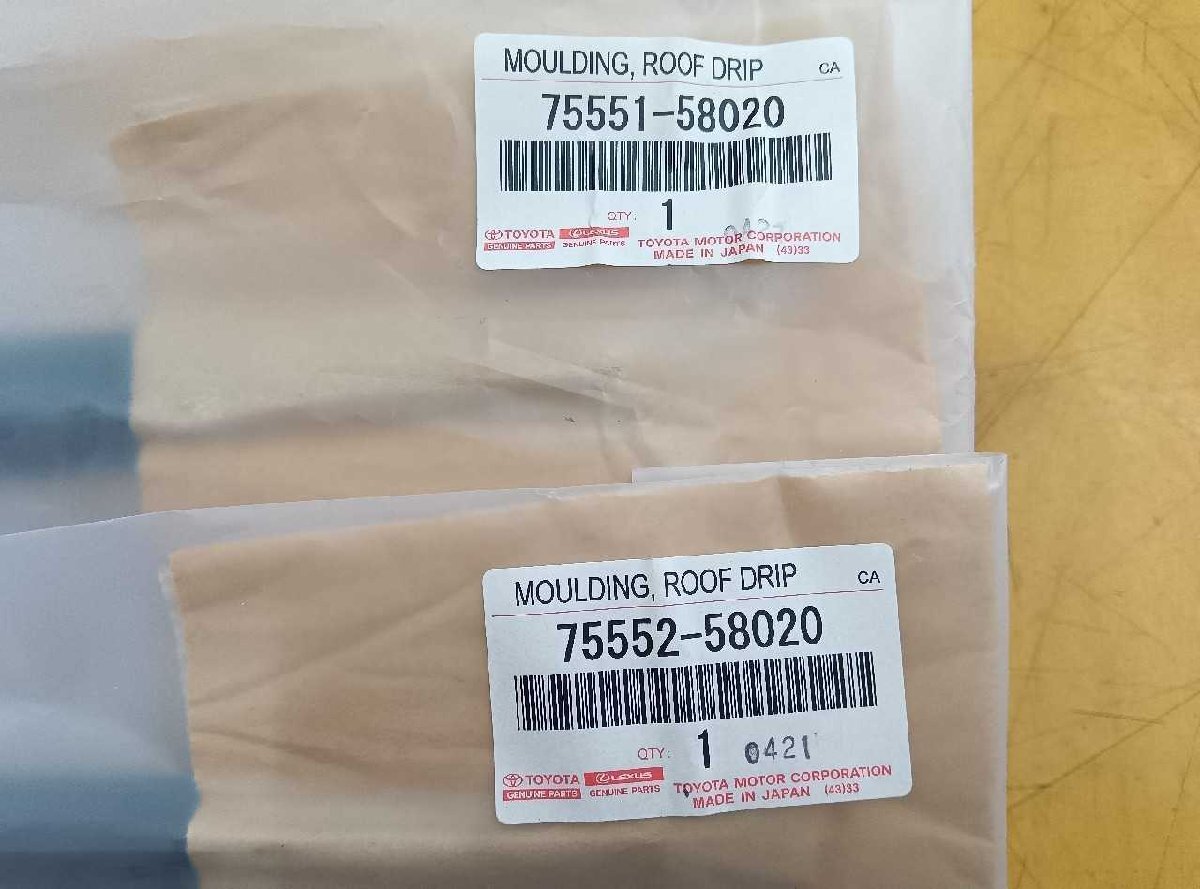 MOULDING, ROOF DRIP CA
75551-58020
QTY: 1
TOYOTA LEXUS
GENUINE PARTS GENUINE PARTS
TOYOTA MOTOR CORPORATION
MADE IN JAPAN (43)33
MOULDING, ROOF DRIP CA
75552-58020
QTY: 1 0421
TOYOTA LEXUS
GENUINE PARTS GENUINE PARTS
TOYOTA MOTOR CORPORATION
MADE IN JAPAN (43)33